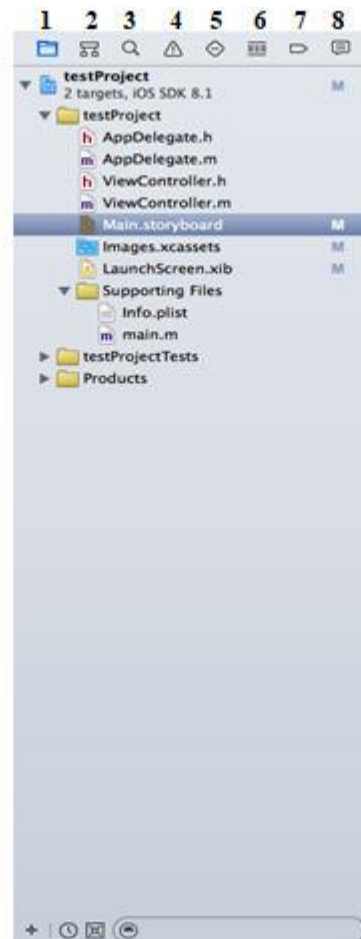 1 2 3 4 5 6 7 8
testProject
2 targets, iOS SDK 8.1 M
testProject
h AppDelegate.h
m AppDelegate.m
h ViewController.h
m ViewController.m
Main.storyboard M
Images.xcassets M
LaunchScreen.xib M
Supporting Files
Info.plist
m main.m
testProjectTests
Products